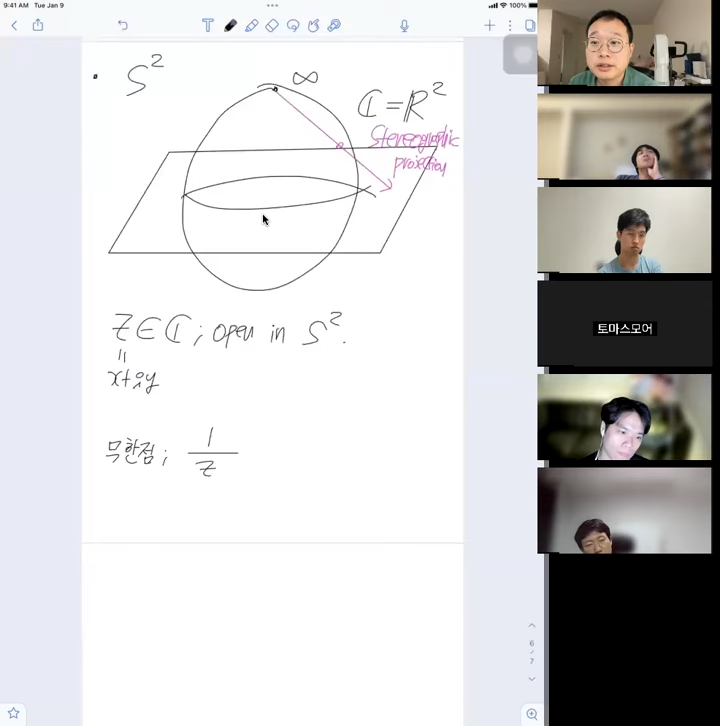 9:41 AM Tue Jan 9
100%
S²
∞
ℂ = ℝ²
Stereographic
projection
z ∈ ℂ ; open in S².
=
x+iy
무한점 ; 1/z
토마스모어
6
/
7